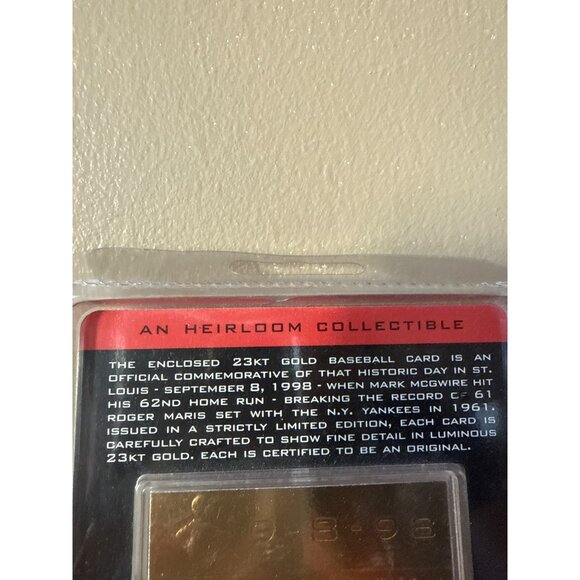 AN HEIRLOOM COLLECTIBLE
THE ENCLOSED 23KT GOLD BASEBALL CARD IS AN
OFFICIAL COMMEMORATIVE OF THAT HISTORIC DAY IN ST.
LOUIS - SEPTEMBER 8, 1998 - WHEN MARK MCGWIRE HIT
HIS 62ND HOME RUN - BREAKING THE RECORD OF 61
ROGER MARIS SET WITH THE N.Y. YANKEES IN 1961.
ISSUED IN A STRICTLY LIMITED EDITION, EACH CARD IS
CAREFULLY CRAFTED TO SHOW FINE DETAIL IN LUMINOUS
23KT GOLD. EACH IS CERTIFIED TO BE AN ORIGINAL.
9-8-98